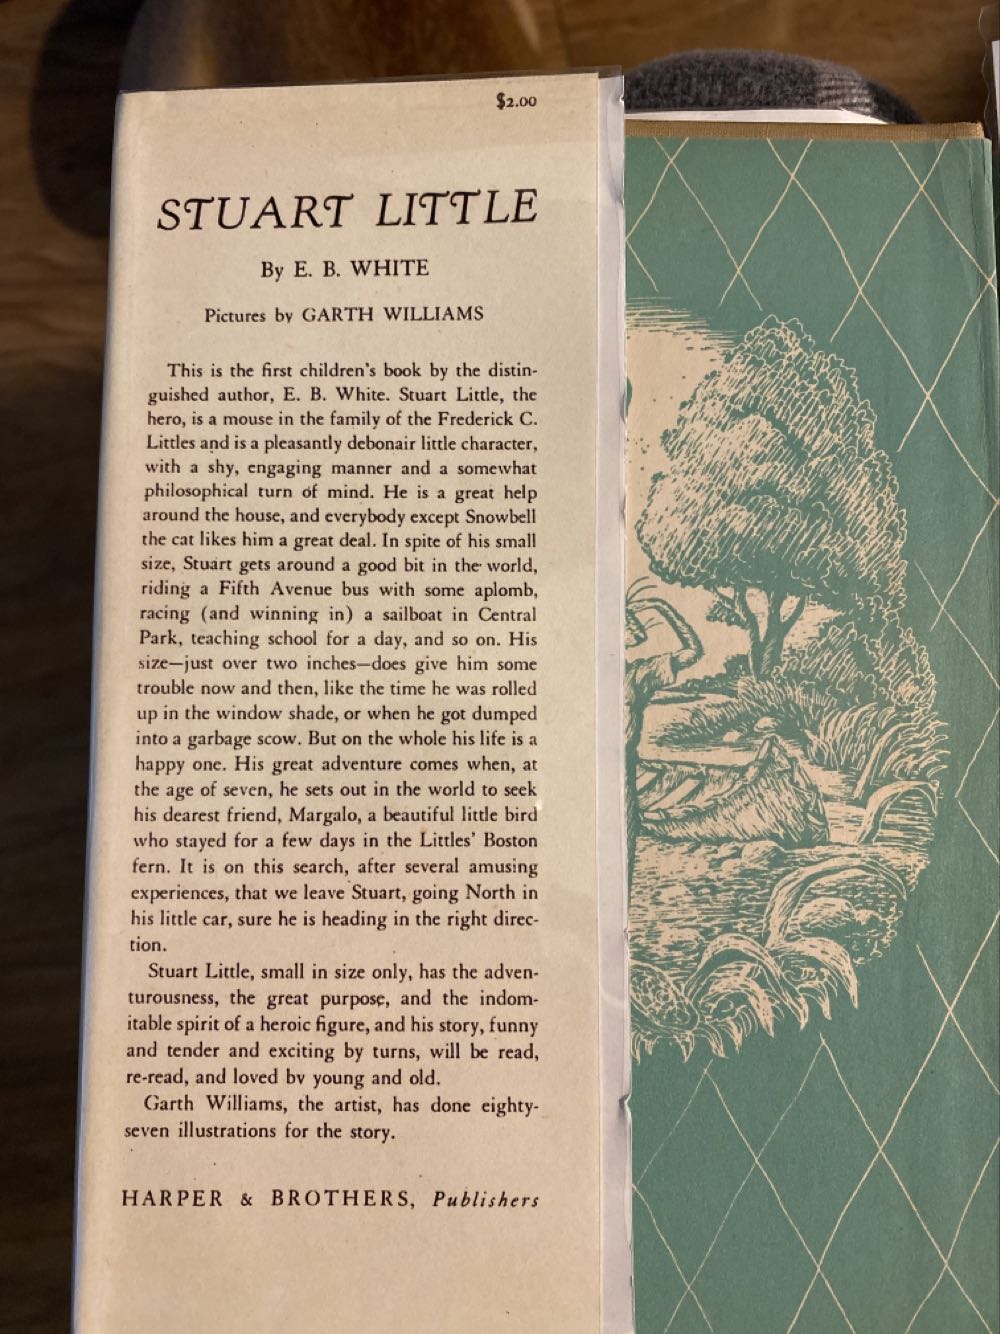 $2.00
STUART LITTLE
By E. B. WHITE
Pictures by GARTH WILLIAMS
This is the first children's book by the distin-
guished author, E. B. White. Stuart Little, the
hero, is a mouse in the family of the Frederick C.
Littles and is a pleasantly debonair little character,
with a shy, engaging manner and a somewhat
philosophical turn of mind. He is a great help
around the house, and everybody except Snowbell
the cat likes him a great deal. In spite of his small
size, Stuart gets around a good bit in the world,
riding a Fifth Avenue bus with some aplomb,
racing (and winning in) a sailboat in Central
Park, teaching school for a day, and so on. His
size—just over two inches—does give him some
trouble now and then, like the time he was rolled
up in the window shade, or when he got dumped
into a garbage scow. But on the whole his life is a
happy one. His great adventure comes when, at
the age of seven, he sets out in the world to seek
his dearest friend, Margalo, a beautiful little bird
who stayed for a few days in the Littles' Boston
fern. It is on this search, after several amusing
experiences, that we leave Stuart, going North in
his little car, sure he is heading in the right direc-
tion.
Stuart Little, small in size only, has the adven-
turousness, the great purpose, and the indom-
itable spirit of a heroic figure, and his story, funny
and tender and exciting by turns, will be read,
re-read, and loved by young and old.
Garth Williams, the artist, has done eighty-
seven illustrations for the story.
HARPER & BROTHERS, Publishers